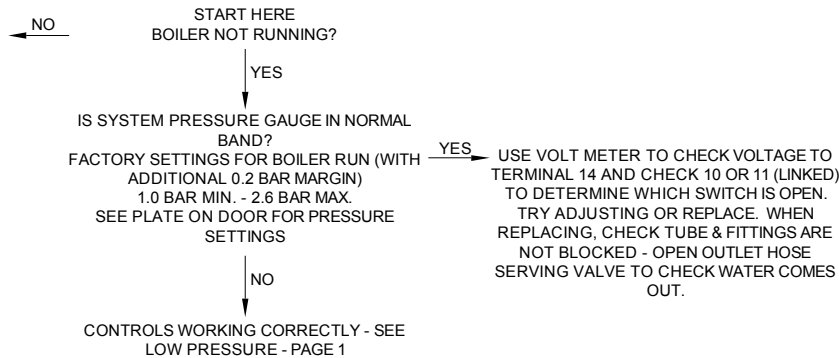 NO
START HERE
BOILER NOT RUNNING?
YES
IS SYSTEM PRESSURE GAUGE IN NORMAL
BAND?
FACTORY SETTINGS FOR BOILER RUN (WITH
ADDITIONAL 0.2 BAR MARGIN)
1.0 BAR MIN. - 2.6 BAR MAX.
SEE PLATE ON DOOR FOR PRESSURE
SETTINGS
YES
USE VOLT METER TO CHECK VOLTAGE TO
TERMINAL 14 AND CHECK 10 OR 11 (LINKED)
TO DETERMINE WHICH SWITCH IS OPEN.
TRY ADJUSTING OR REPLACE. WHEN
REPLACING, CHECK TUBE & FITTINGS ARE
NOT BLOCKED - OPEN OUTLET HOSE
SERVING VALVE TO CHECK WATER COMES
OUT.
NO
CONTROLS WORKING CORRECTLY - SEE
LOW PRESSURE - PAGE 1